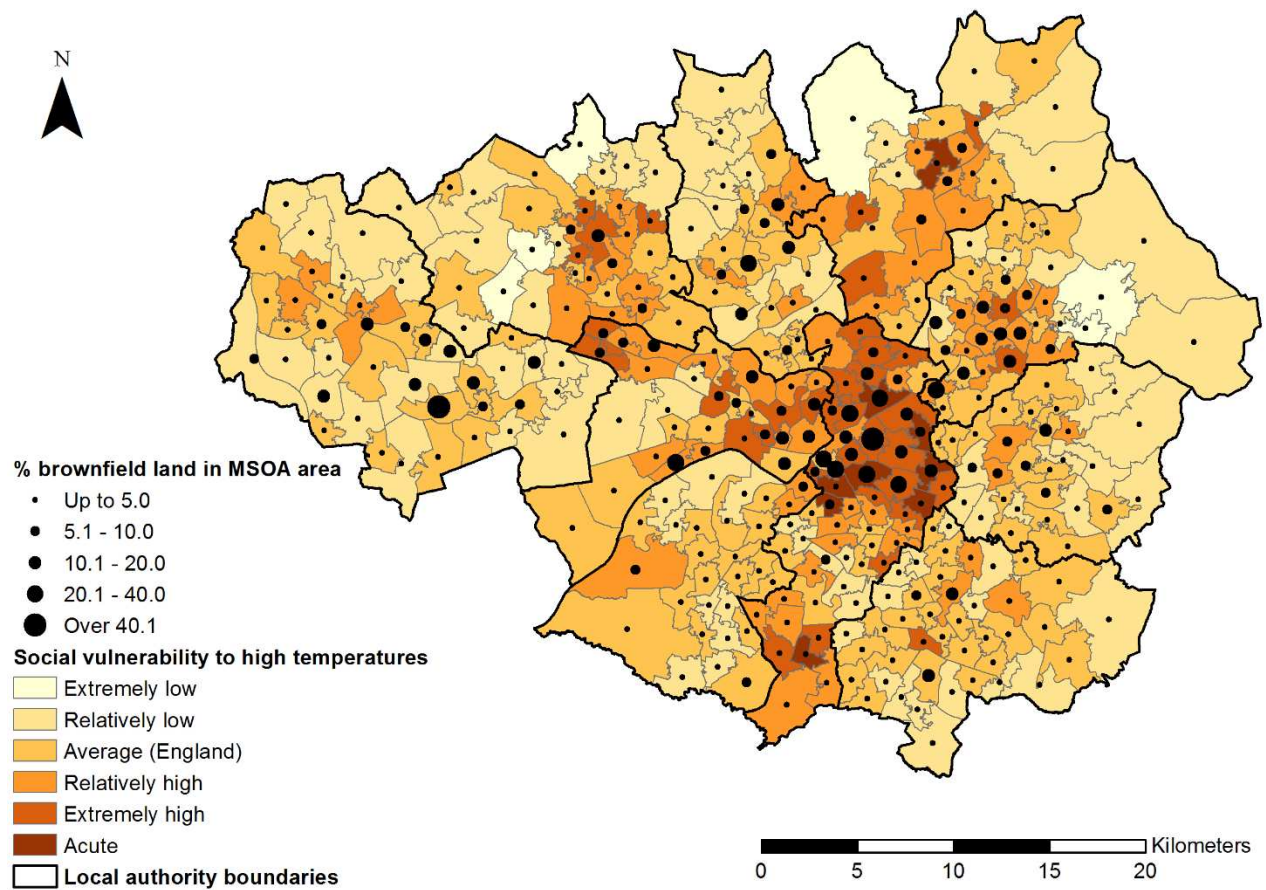 N
% brownfield land in MSOA area
Up to 5.0
5.1 - 10.0
10.1 - 20.0
20.1 - 40.0
Over 40.1
Social vulnerability to high temperatures
Extremely low
Relatively low
Average (England)
Relatively high
Extremely high
Acute
Local authority boundaries
Kilometers
0 5 10 15 20